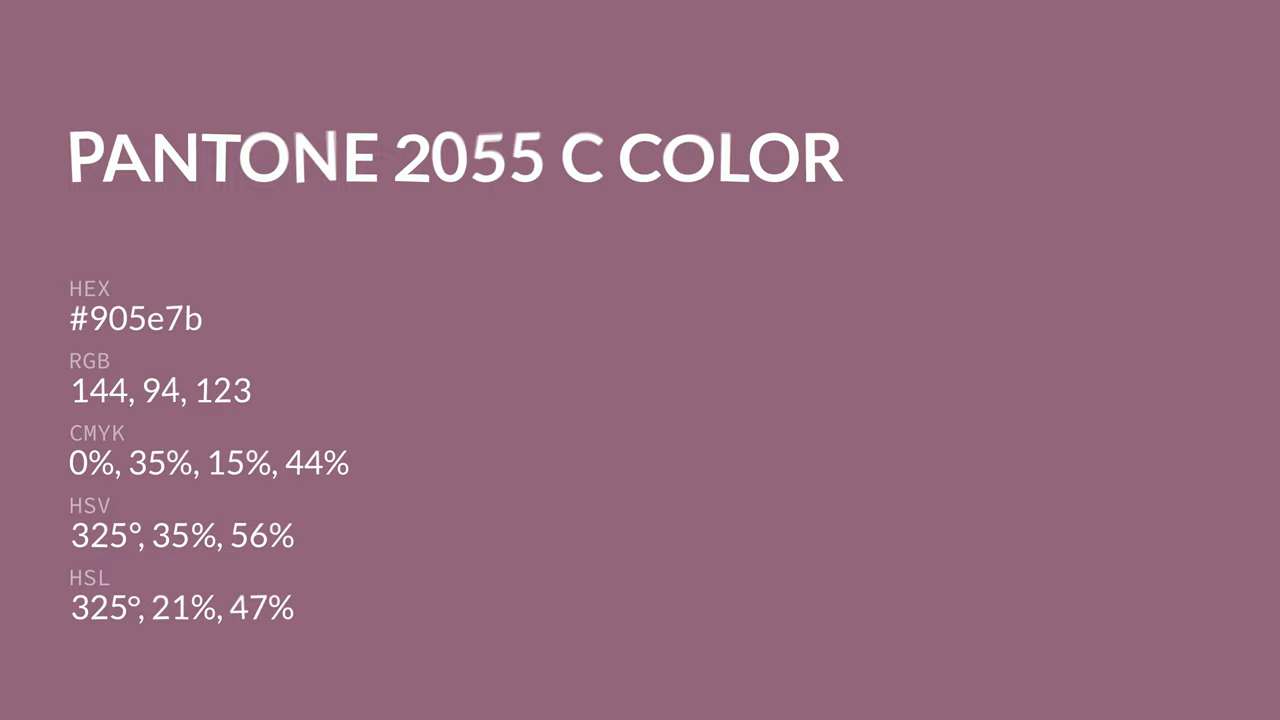 PANTONE 2055 C COLOR
HEX
#905e7b
RGB
144, 94, 123
CMYK
0%, 35%, 15%, 44%
HSV
325°, 35%, 56%
HSL
325°, 21%, 47%